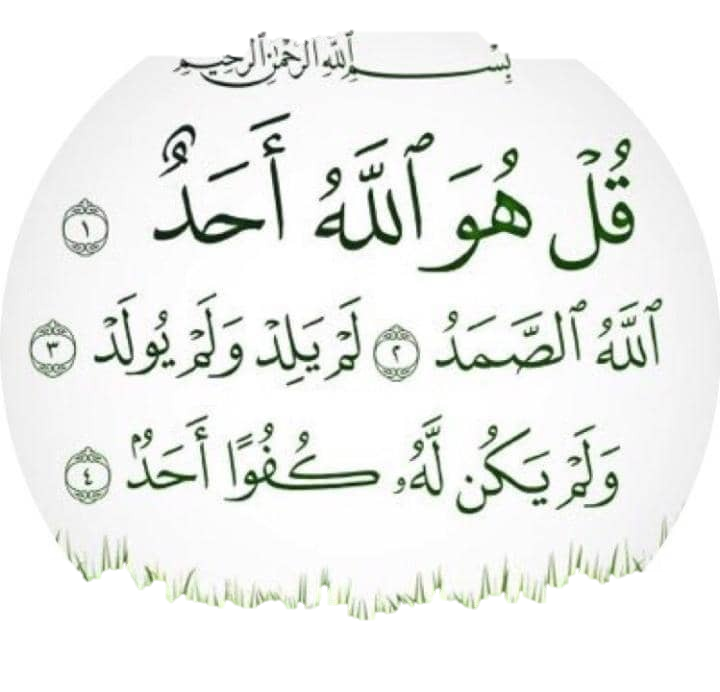 بِسْمِ ٱللَّهِ ٱلرَّحْمَٰنِ ٱلرَّحِيمِ
قُلْ هُوَ ٱللَّهُ أَحَدٌ ١
ٱللَّهُ ٱلصَّمَدُ ٢ لَمْ يَلِدْ وَلَمْ يُولَدْ ٣
وَلَمْ يَكُن لَّهُۥ كُفُوًا أَحَدٌۢ ٤